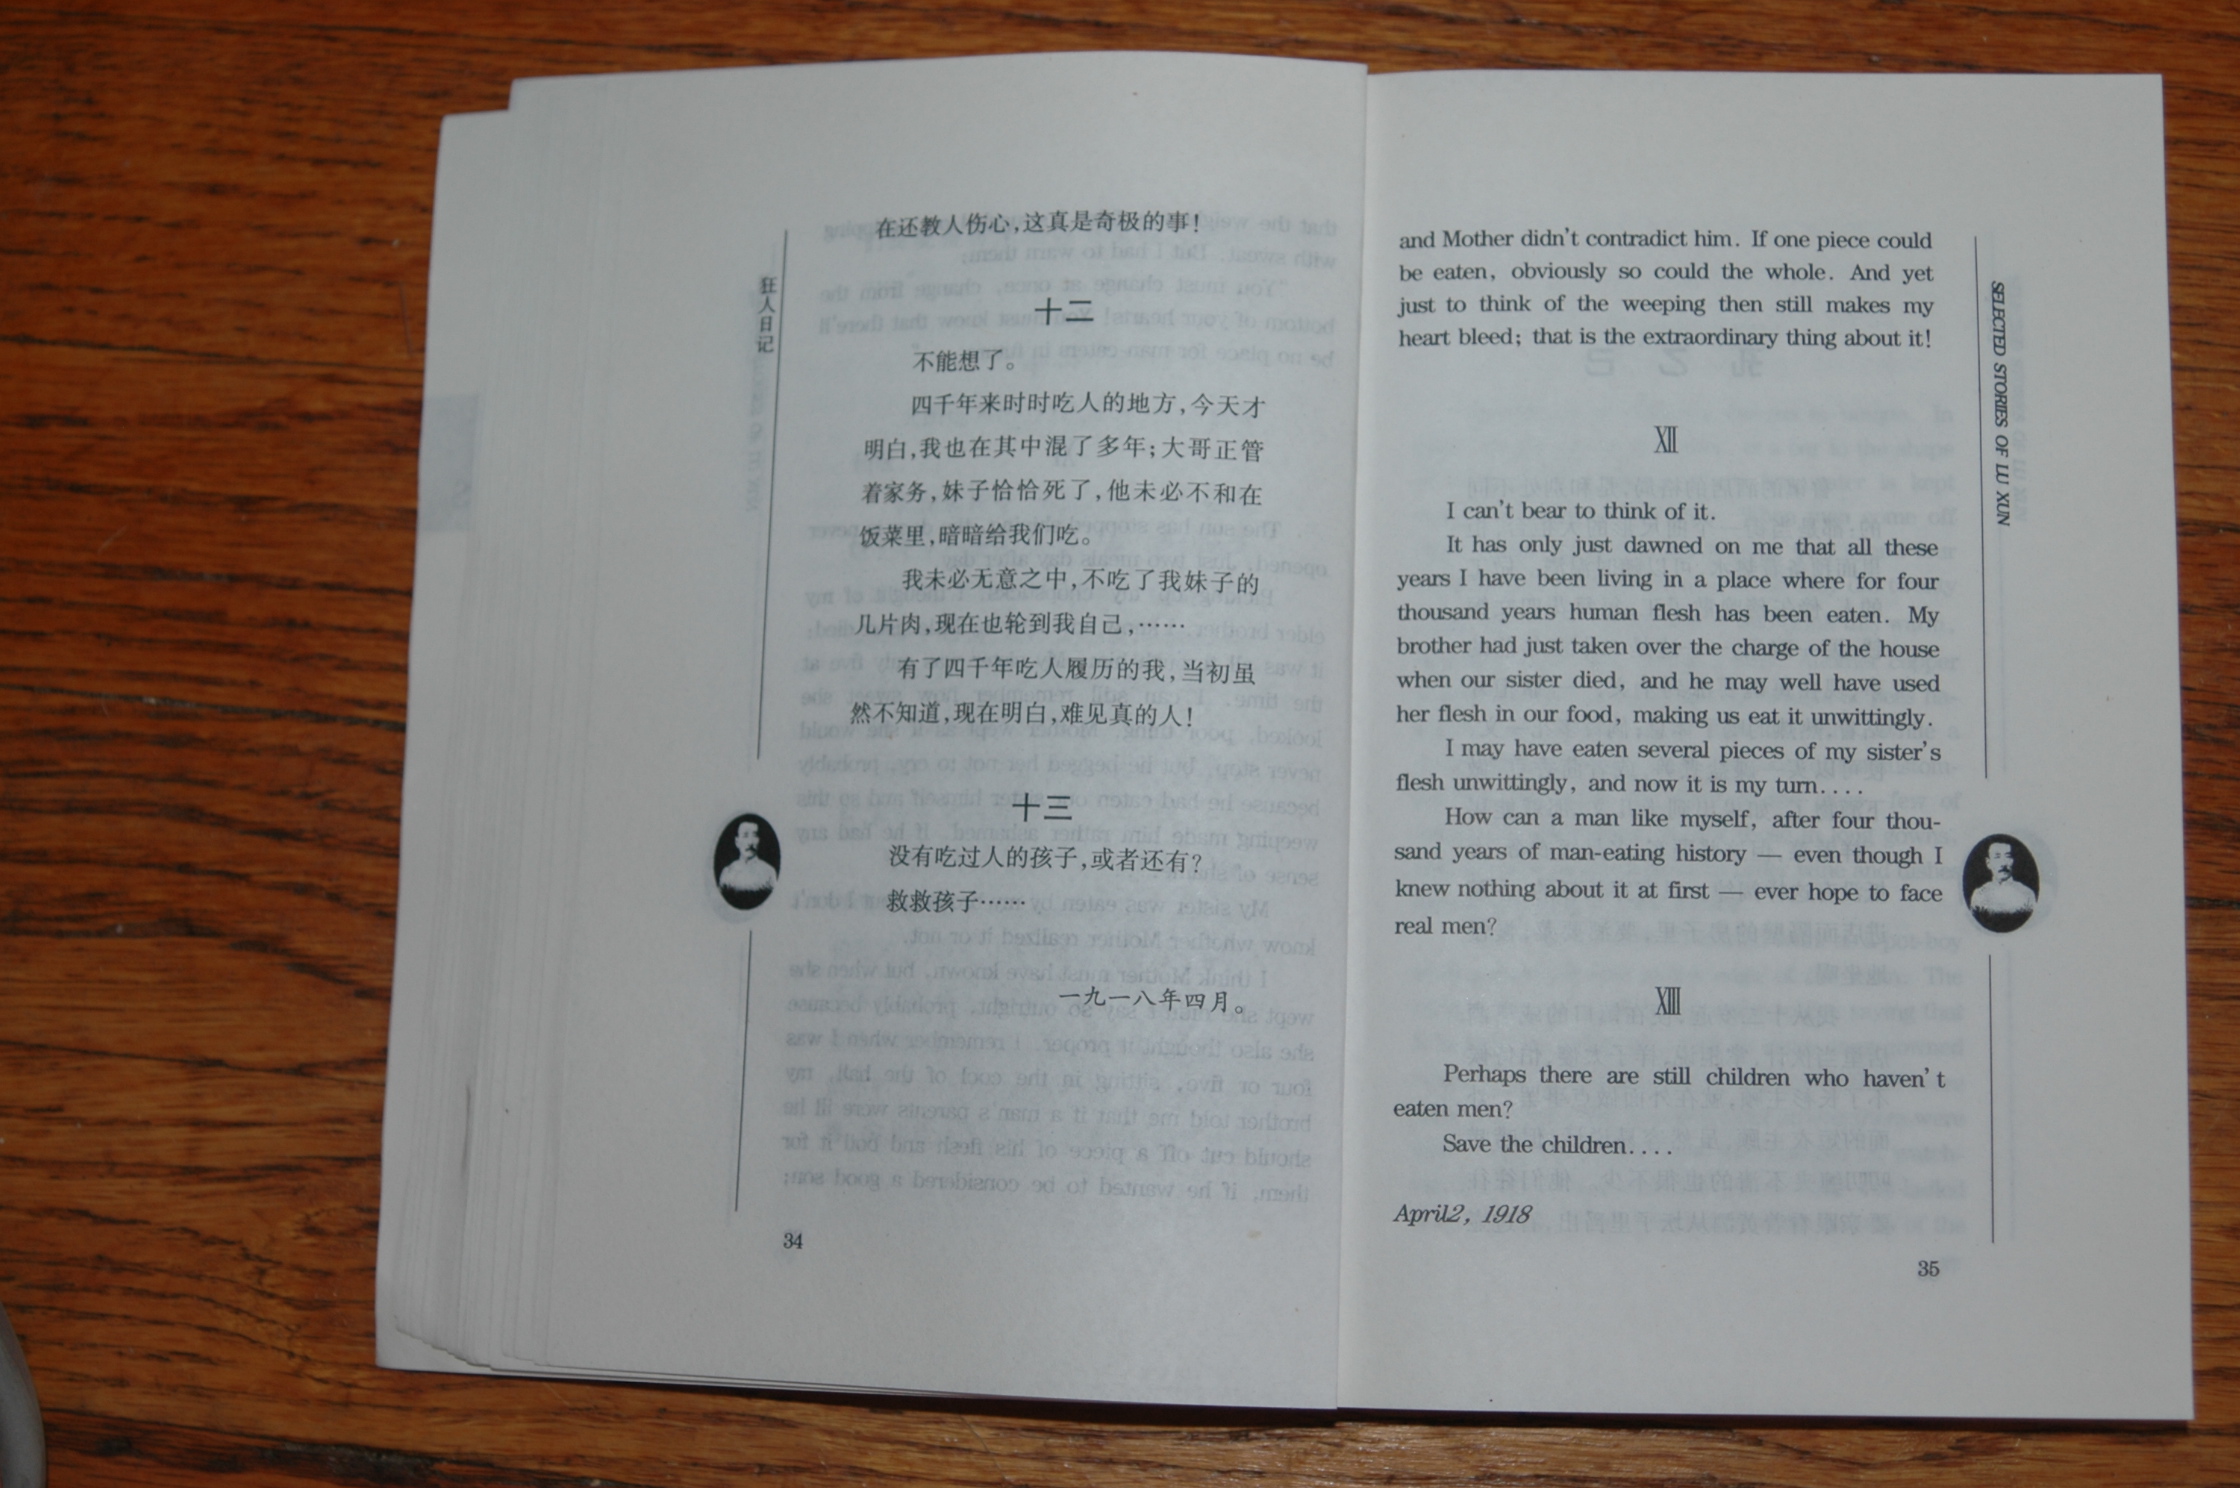 狂人日记
在还教人伤心,这真是奇极的事!
十二
不能想了。
四千年来时时吃人的地方,今天才
明白,我也在其中混了多年;大哥正管
着家务,妹子恰恰死了,他未必不和在
饭菜里,暗暗给我们吃。
我未必无意之中,不吃了我妹子的
几片肉,现在也轮到我自己,……
有了四千年吃人履历的我,当初虽
然不知道,现在明白,难见真的人!
十三
没有吃过人的孩子,或者还有?
救救孩子……
一九一八年四月。
34
SELECTED STORIES OF LU XUN
and Mother didn't contradict him. If one piece could
be eaten, obviously so could the whole. And yet
just to think of the weeping then still makes my
heart bleed; that is the extraordinary thing about it!
XII
I can't bear to think of it.
It has only just dawned on me that all these
years I have been living in a place where for four
thousand years human flesh has been eaten. My
brother had just taken over the charge of the house
when our sister died, and he may well have used
her flesh in our food, making us eat it unwittingly.
I may have eaten several pieces of my sister's
flesh unwittingly, and now it is my turn....
How can a man like myself, after four thou-
sand years of man-eating history — even though I
knew nothing about it at first — ever hope to face
real men?
XIII
Perhaps there are still children who haven't
eaten men?
Save the children....
April2, 1918
35